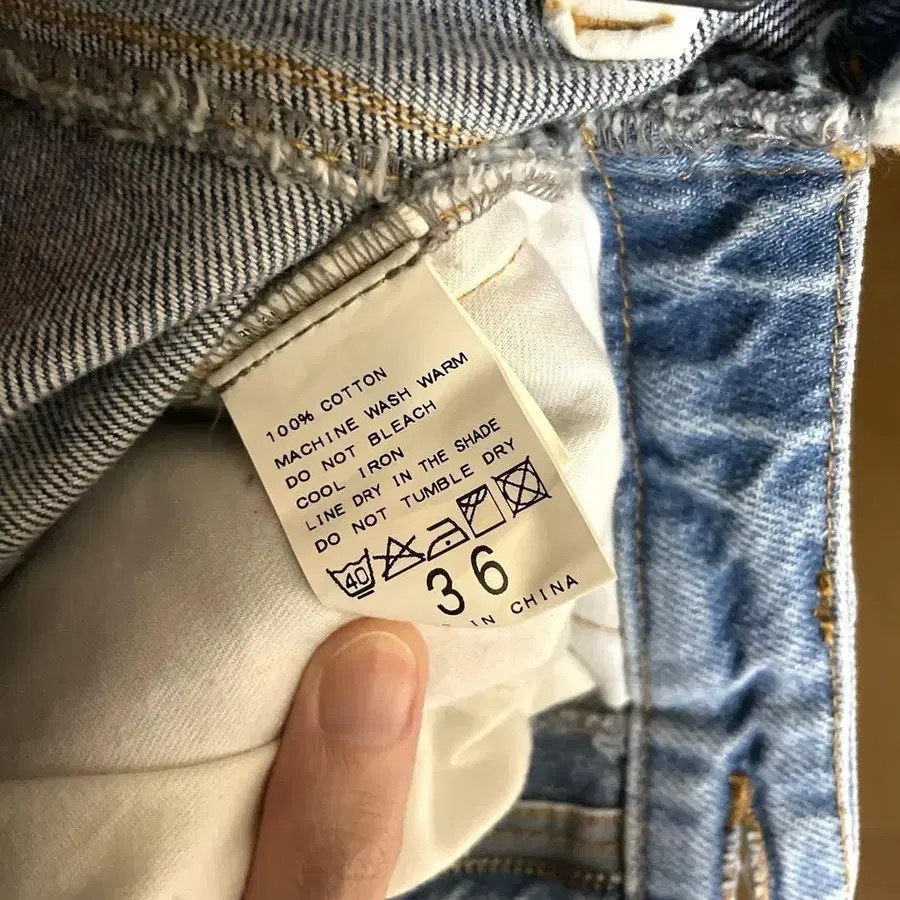 100% COTTON
MACHINE WASH WARM
DO NOT BLEACH
COOL IRON
LINE DRY IN THE SHADE
DO NOT TUMBLE DRY
40
36
IN CHINA